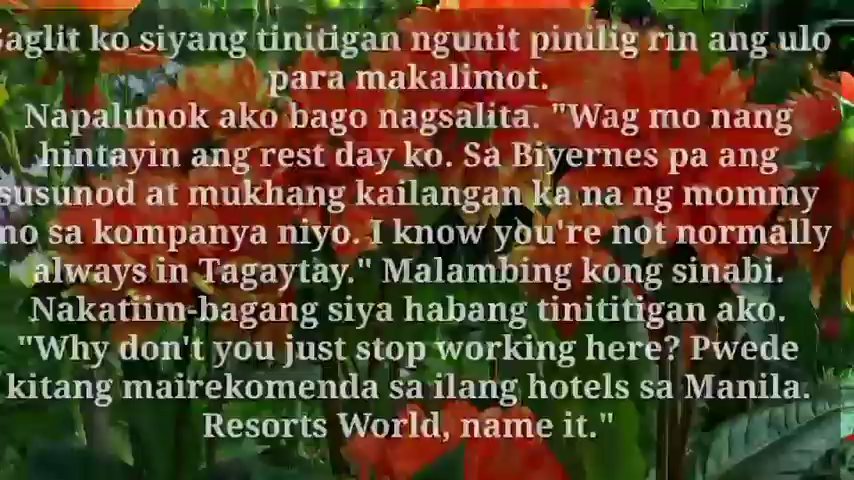 Saglit ko siyang tinitigan ngunit pinilig rin ang ulo
para makalimot.
Napalunok ako bago nagsalita. "Wag mo nang
hintayin ang rest day ko. Sa Biyernes pa ang
susunod at mukhang kailangan ka na ng mommy
mo sa kompanya niyo. I know you're not normally
always in Tagaytay." Malambing kong sinabi.
Nakatiim-bagang siya habang tinititigan ako.
"Why don't you just stop working here? Pwede
kitang mairekomenda sa ilang hotels sa Manila.
Resorts World, name it."